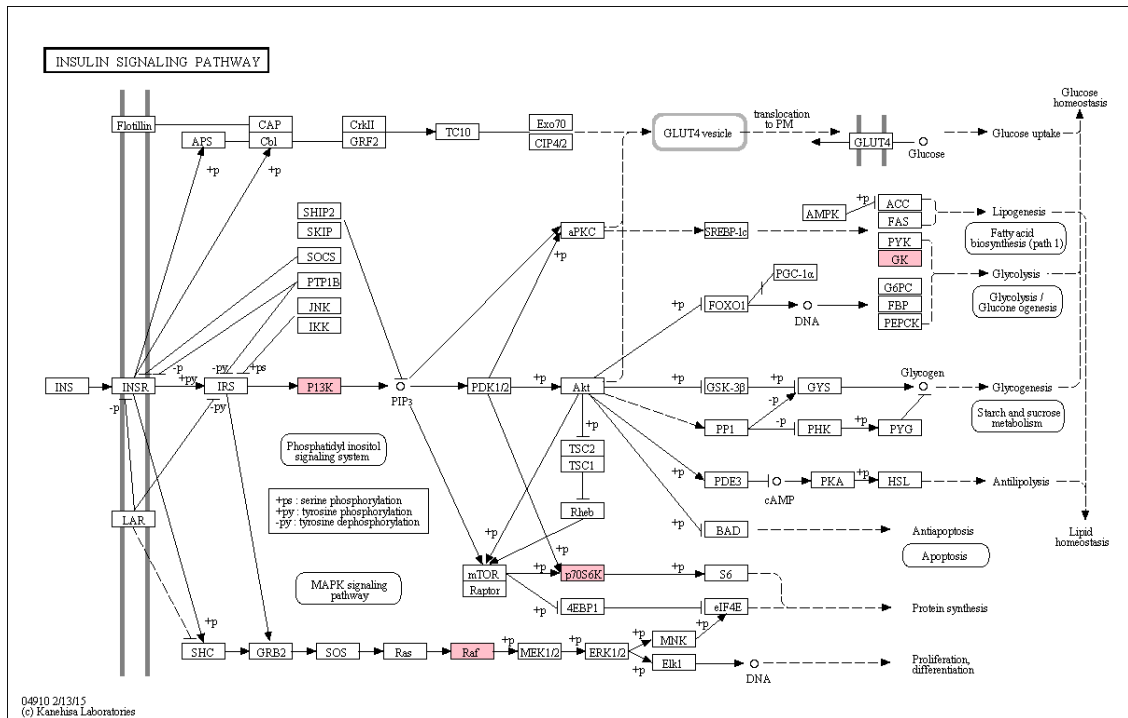 INSULIN SIGNALING PATHWAY
Glucose
homeostasis
Flotillin
CAP
CrkII
TC10
Exo70
GLUT4 vesicle
translocation
to PM
GLUT4
Glucose
Glucose uptake
APS
Cbl
GRF2
CIP4/2
+p
+p
SHIP2
SKIP
SOCS
PTP1B
JNK
IKK
aPKC
+p
SREBP-1c
AMPK
+p
ACC
FAS
Lipogenesis
Fatty acid
biosynthesis (path 1)
PYK
GK
Glycolysis
Glycolysis /
Glucone ogenesis
PGC-1α
+p
FOXO1
DNA
G6PC
FBP
PEPCK
INS
INSR
-p
+py
-py
+ps
IRS
P13K
PIP3
PDK1/2
+p
Akt
+p
GSK-3β
+p
GYS
Glycogen
Glycogenesis
Starch and sucrose
metabolism
-p
-py
-p
PP1
-p
PHK
+p
PYG
Phosphatidyl inositol
signaling system
+p
TSC2
TSC1
+p
PDE3
cAMP
PKA
+p
HSL
Antilipolysis
+ps : serine phosphorylation
+py : tyrosine phosphorylation
-py : tyrosine dephosphorylation
LAR
Rheb
+p
BAD
Antiapoptosis
Apoptosis
Lipid
homeostasis
+p
+p
mTOR
Raptor
+p
p70S6K
+p
S6
MAPK signaling
pathway
+p
4EBP1
eIF4E
Protein synthesis
+p
SHC
GRB2
SOS
Ras
Raf
+p
MEK1/2
+p
ERK1/2
+p
MNK
+p
+p
Elk1
DNA
Proliferation,
differentiation
04910 2/13/15
(c) Kanehisa Laboratories